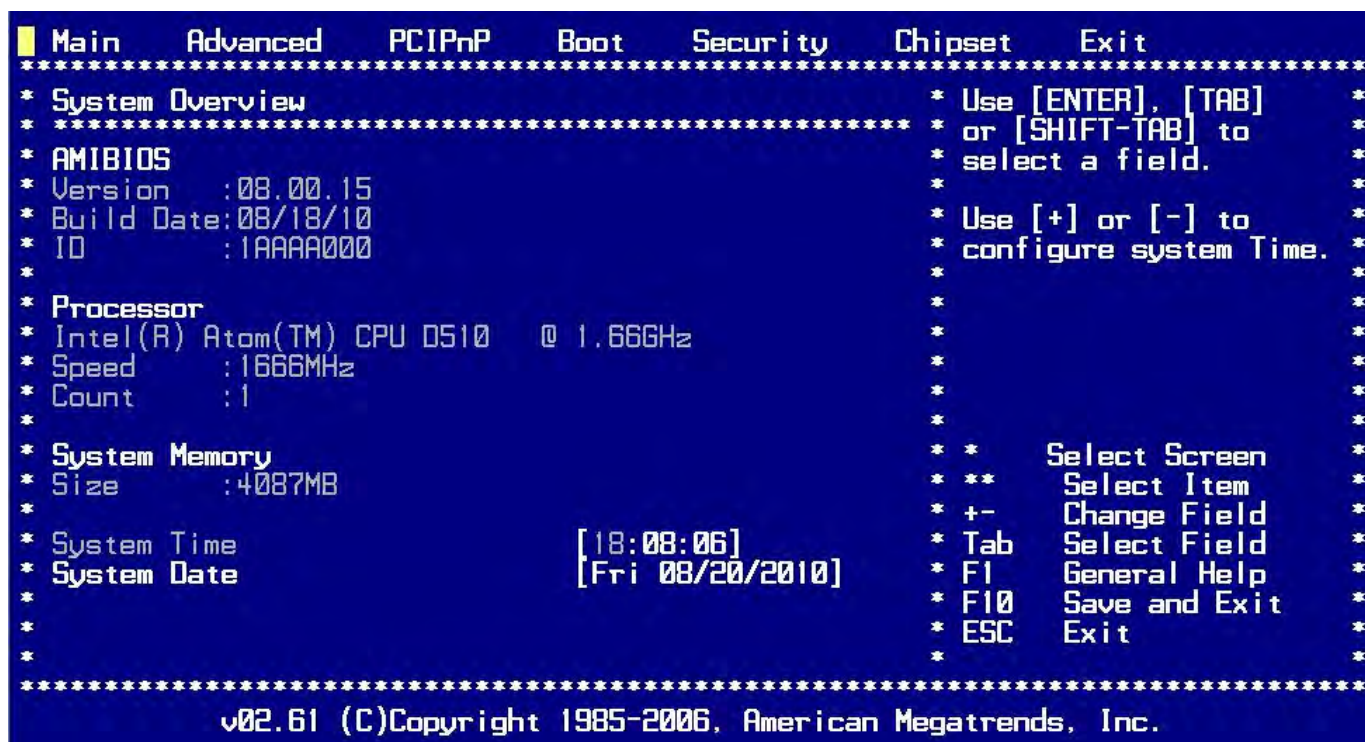 Main Advanced PCIPnP Boot Security Chipset Exit
System Overview
AMIBIOS
Version :08.00.15
Build Date:08/18/10
ID :1AAAA000
Processor
Intel(R) Atom(TM) CPU D510 @ 1.66GHz
Speed :1666MHz
Count :1
System Memory
Size :4087MB
System Time [18:08:06]
System Date [Fri 08/20/2010]
Use [ENTER], [TAB]
or [SHIFT-TAB] to
select a field.
Use [+] or [-] to
configure system Time.
* Select Screen
** Select Item
+- Change Field
Tab Select Field
F1 General Help
F10 Save and Exit
ESC Exit
v02.61 (C)Copyright 1985-2006, American Megatrends, Inc.